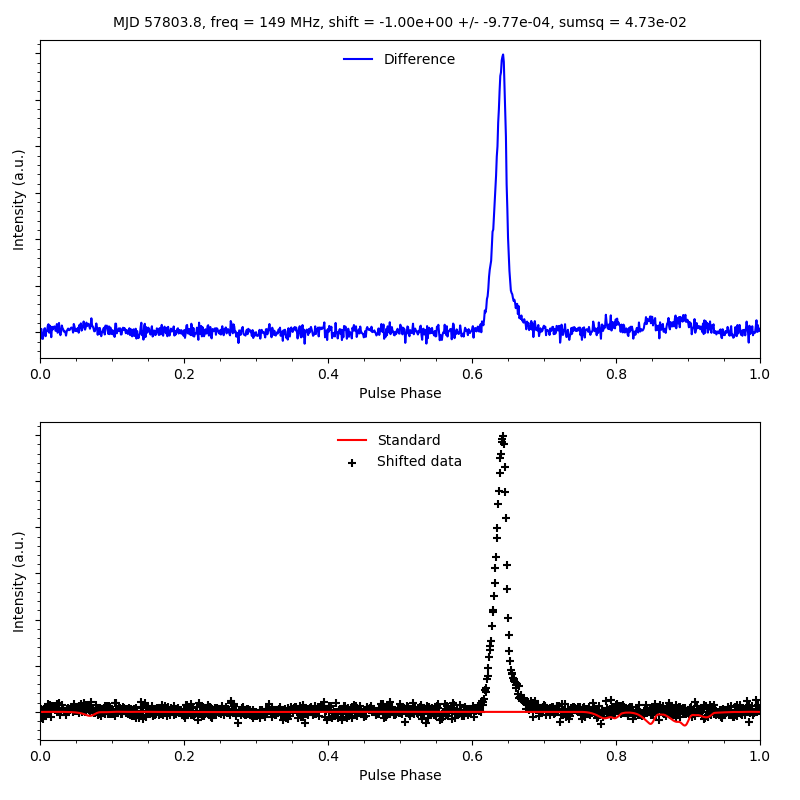 MJD 57803.8, freq = 149 MHz, shift = -1.00e+00 +/- -9.77e-04, sumsq = 4.73e-02
Difference
Intensity (a.u.)
0.0 0.2 0.4 0.6 0.8 1.0
Pulse Phase
Standard
Shifted data
Intensity (a.u.)
0.0 0.2 0.4 0.6 0.8 1.0
Pulse Phase